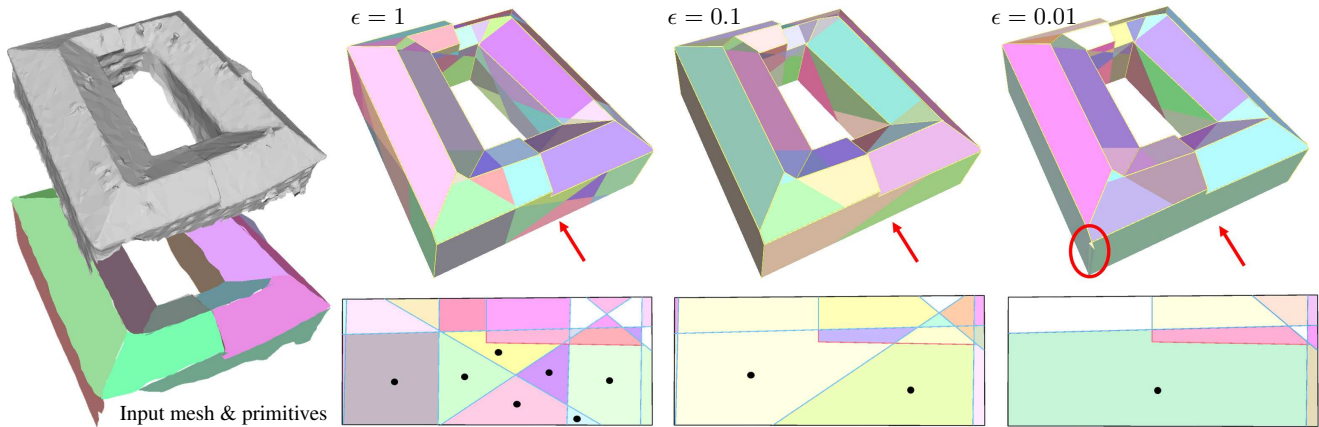 ϵ = 1
ϵ = 0.1
ϵ = 0.01
Input mesh & primitives